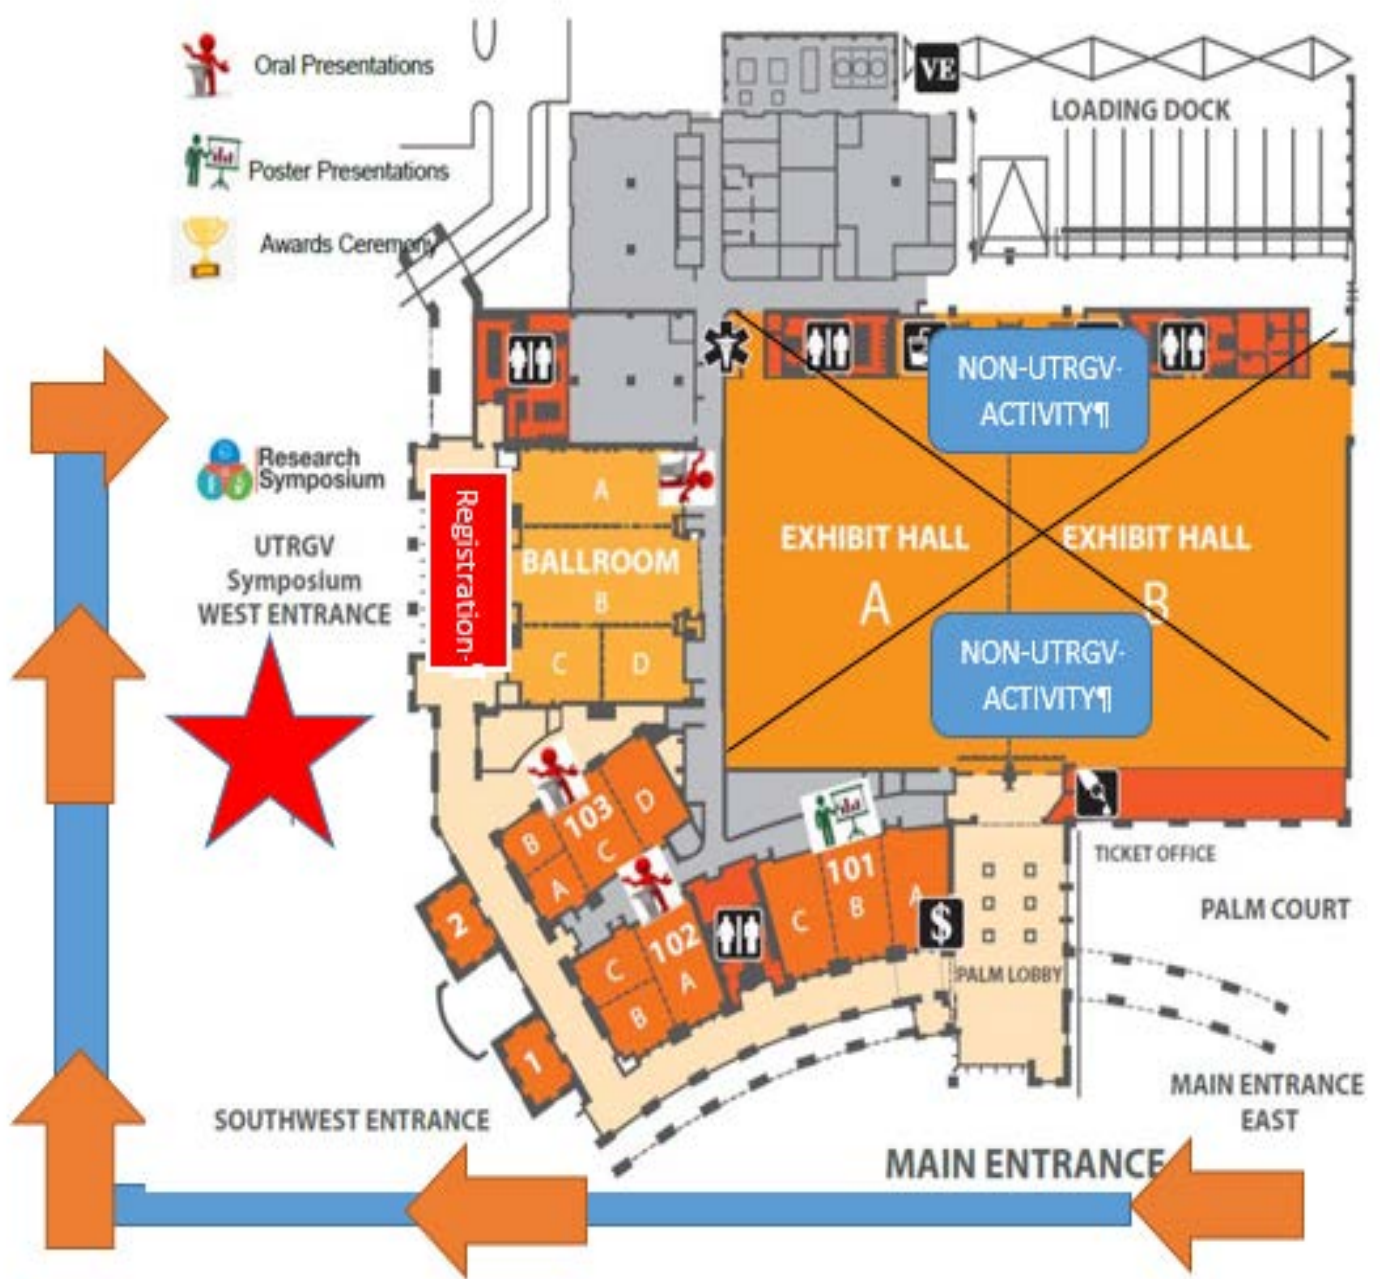 Oral Presentations
Poster Presentations
Awards Ceremony
VE
LOADING DOCK
NON-UTRGV-
ACTIVITY¶
Research
Symposium
UTRGV
Symposium
WEST ENTRANCE
Registration-
A
BALLROOM
B
C
D
EXHIBIT HALL
A
EXHIBIT HALL
B
NON-UTRGV-
ACTIVITY¶
103
D
B
C
A
101
C
B
A
$
2
102
C
A
B
1
TICKET OFFICE
PALM COURT
PALM LOBBY
SOUTHWEST ENTRANCE
MAIN ENTRANCE
EAST
MAIN ENTRANCE